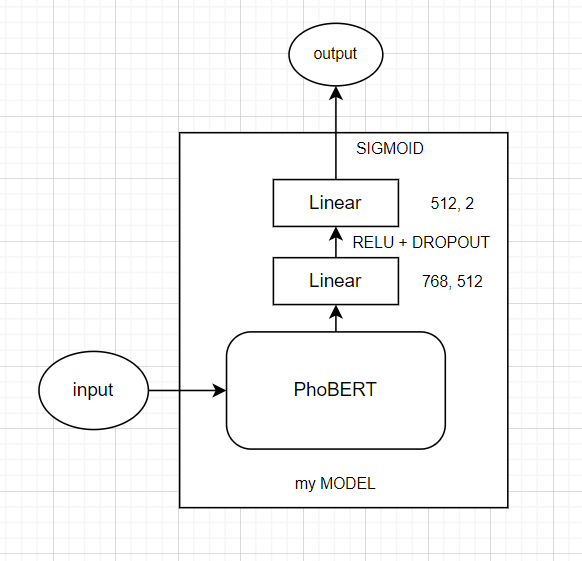 output
SIGMOID
Linear
512, 2
RELU + DROPOUT
Linear
768, 512
input
PhoBERT
my MODEL